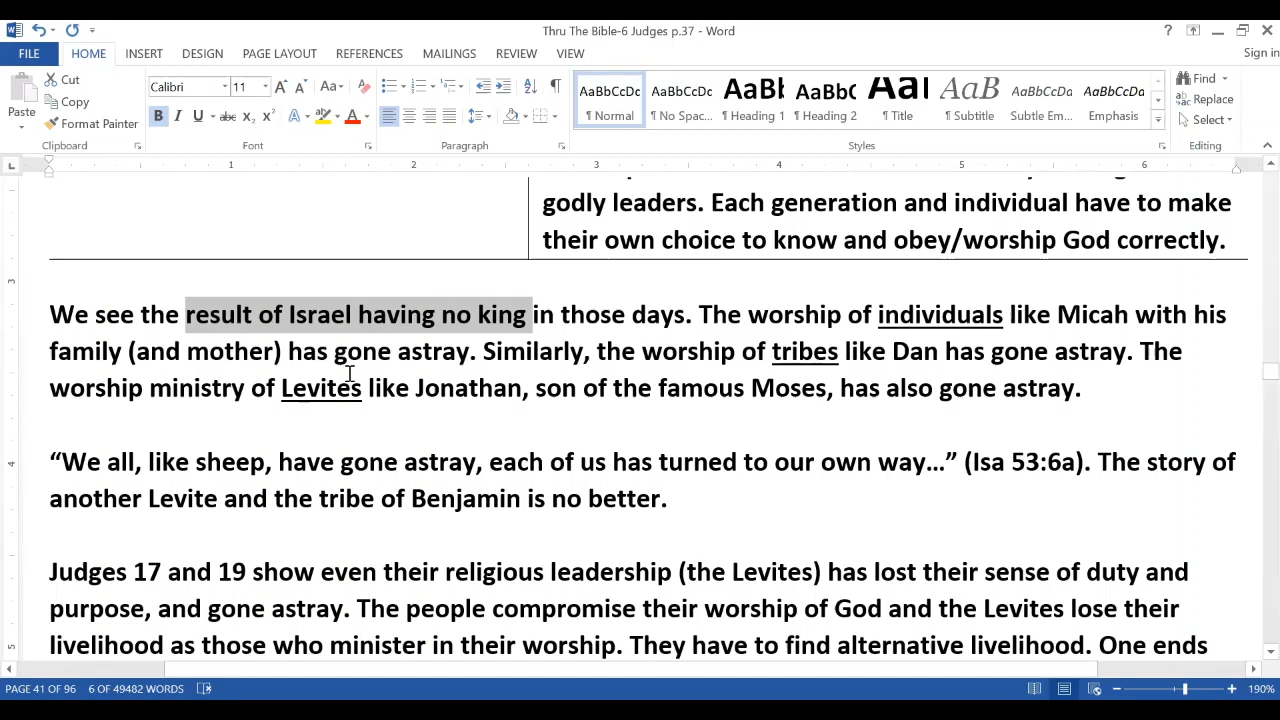 Thru The Bible-6 Judges p.37 - Word
FILE HOME INSERT DESIGN PAGE LAYOUT REFERENCES MAILINGS REVIEW VIEW Sign in
Cut
Copy
Format Painter
Paste
Clipboard
Calibri 11
Font
Paragraph
AaBbCcDc AaBbCcDc AaBb AaBbC AaI AaB AaBbCcDc AaBbCcDc
¶ Normal ¶ No Spac... ¶ Heading 1 ¶ Heading 2 ¶ Title ¶ Subtitle Subtle Em... Emphasis
Styles
Find
Replace
Select
Editing
1 2 3 4 5 6
godly leaders. Each generation and individual have to make
their own choice to know and obey/worship God correctly.
We see the result of Israel having no king in those days. The worship of individuals like Micah with his
family (and mother) has gone astray. Similarly, the worship of tribes like Dan has gone astray. The
worship ministry of Levites like Jonathan, son of the famous Moses, has also gone astray.
“We all, like sheep, have gone astray, each of us has turned to our own way...” (Isa 53:6a). The story of
another Levite and the tribe of Benjamin is no better.
Judges 17 and 19 show even their religious leadership (the Levites) has lost their sense of duty and
purpose, and gone astray. The people compromise their worship of God and the Levites lose their
livelihood as those who minister in their worship. They have to find alternative livelihood. One ends
PAGE 41 OF 96 6 OF 49482 WORDS 190%